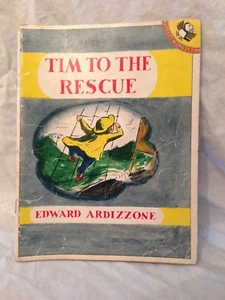 TIM TO THE
RESCUE
EDWARD ARDIZZONE